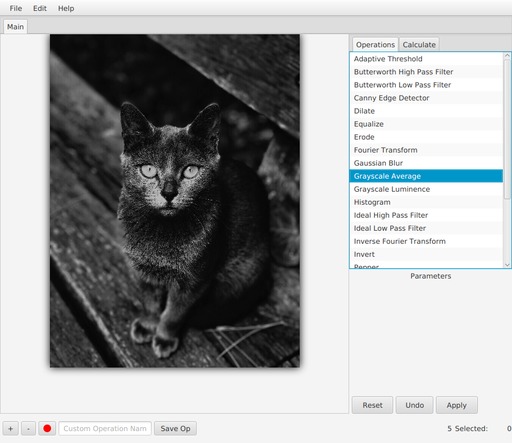 File Edit Help
Main
Operations Calculate
Adaptive Threshold
Butterworth High Pass Filter
Butterworth Low Pass Filter
Canny Edge Detector
Dilate
Equalize
Erode
Fourier Transform
Gaussian Blur
Grayscale Average
Grayscale Luminence
Histogram
Ideal High Pass Filter
Ideal Low Pass Filter
Inverse Fourier Transform
Invert
Pepper
Parameters
Reset Undo Apply
+ - Custom Operation Nam Save Op 5 Selected: 0